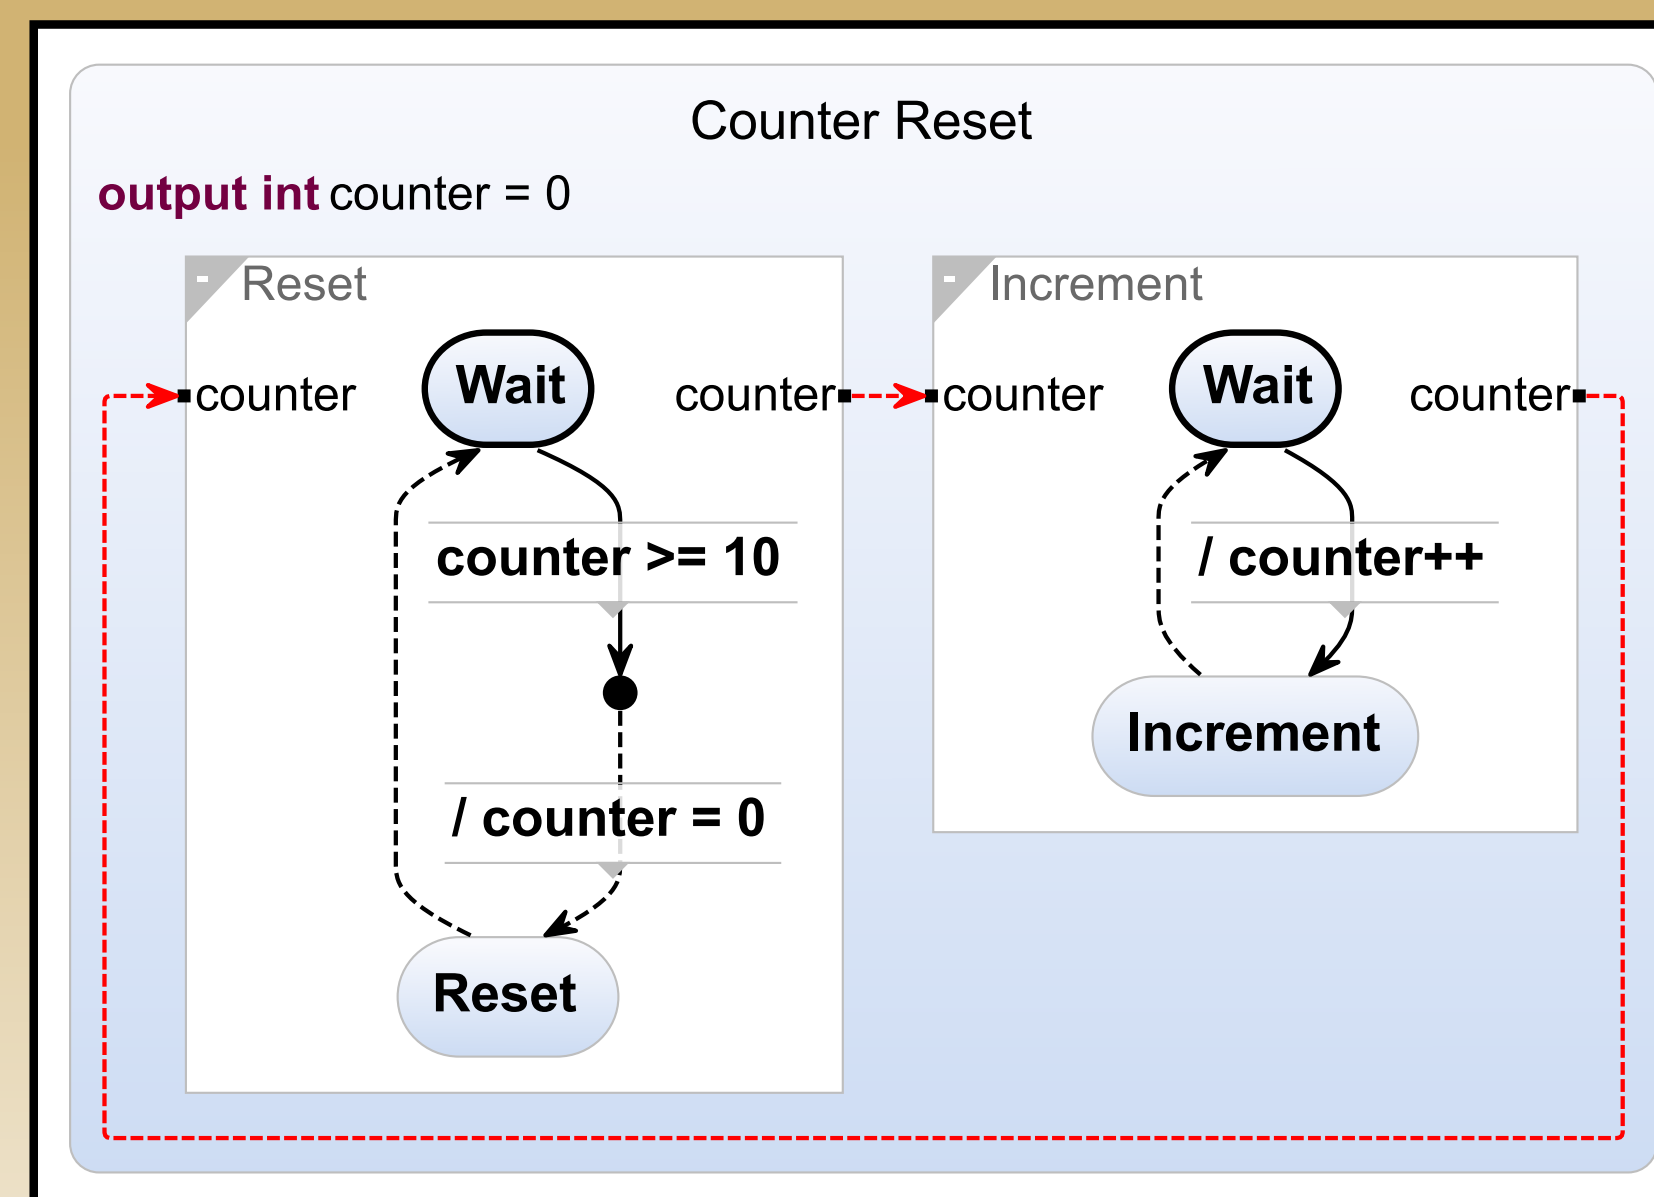 Counter Reset
output int counter = 0
- Reset
counter
Wait
counter
counter >= 10
/ counter = 0
Reset
- Increment
counter
Wait
counter
/ counter++
Increment